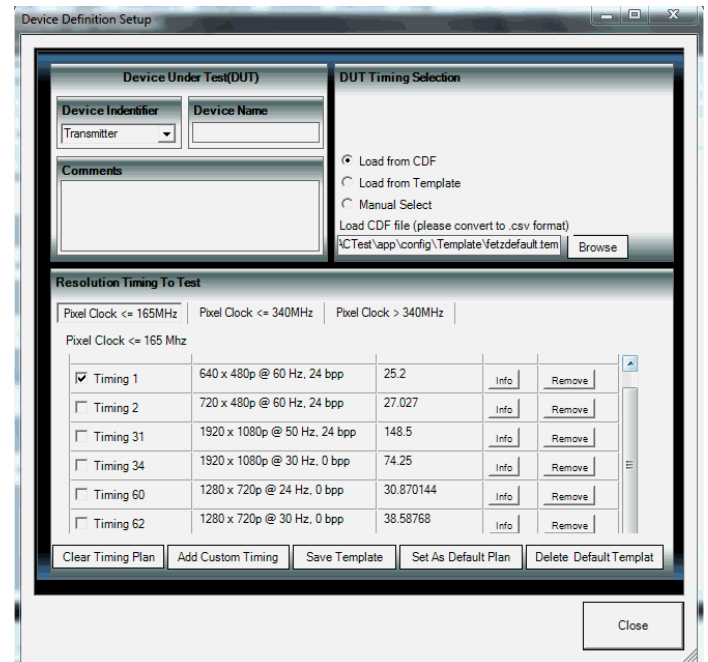 Device Definition Setup
Device Under Test(DUT)
Device Indentifier
Device Name
Transmitter
Comments
DUT Timing Selection
Load from CDF
Load from Template
Manual Select
Load CDF file (please convert to .csv format)
\CTest\app\config\Template\fetzdefault.tem
Browse
Resolution Timing To Test
Pixel Clock <= 165MHz
Pixel Clock <= 340MHz
Pixel Clock > 340MHz
Pixel Clock <= 165 Mhz
Timing 1 640 x 480p @ 60 Hz, 24 bpp 25.2 Info Remove
Timing 2 720 x 480p @ 60 Hz, 24 bpp 27.027 Info Remove
Timing 31 1920 x 1080p @ 50 Hz, 24 bpp 148.5 Info Remove
Timing 34 1920 x 1080p @ 30 Hz, 0 bpp 74.25 Info Remove
Timing 60 1280 x 720p @ 24 Hz, 0 bpp 30.870144 Info Remove
Timing 62 1280 x 720p @ 30 Hz, 0 bpp 38.58768 Info Remove
Clear Timing Plan
Add Custom Timing
Save Template
Set As Default Plan
Delete Default Templat
Close